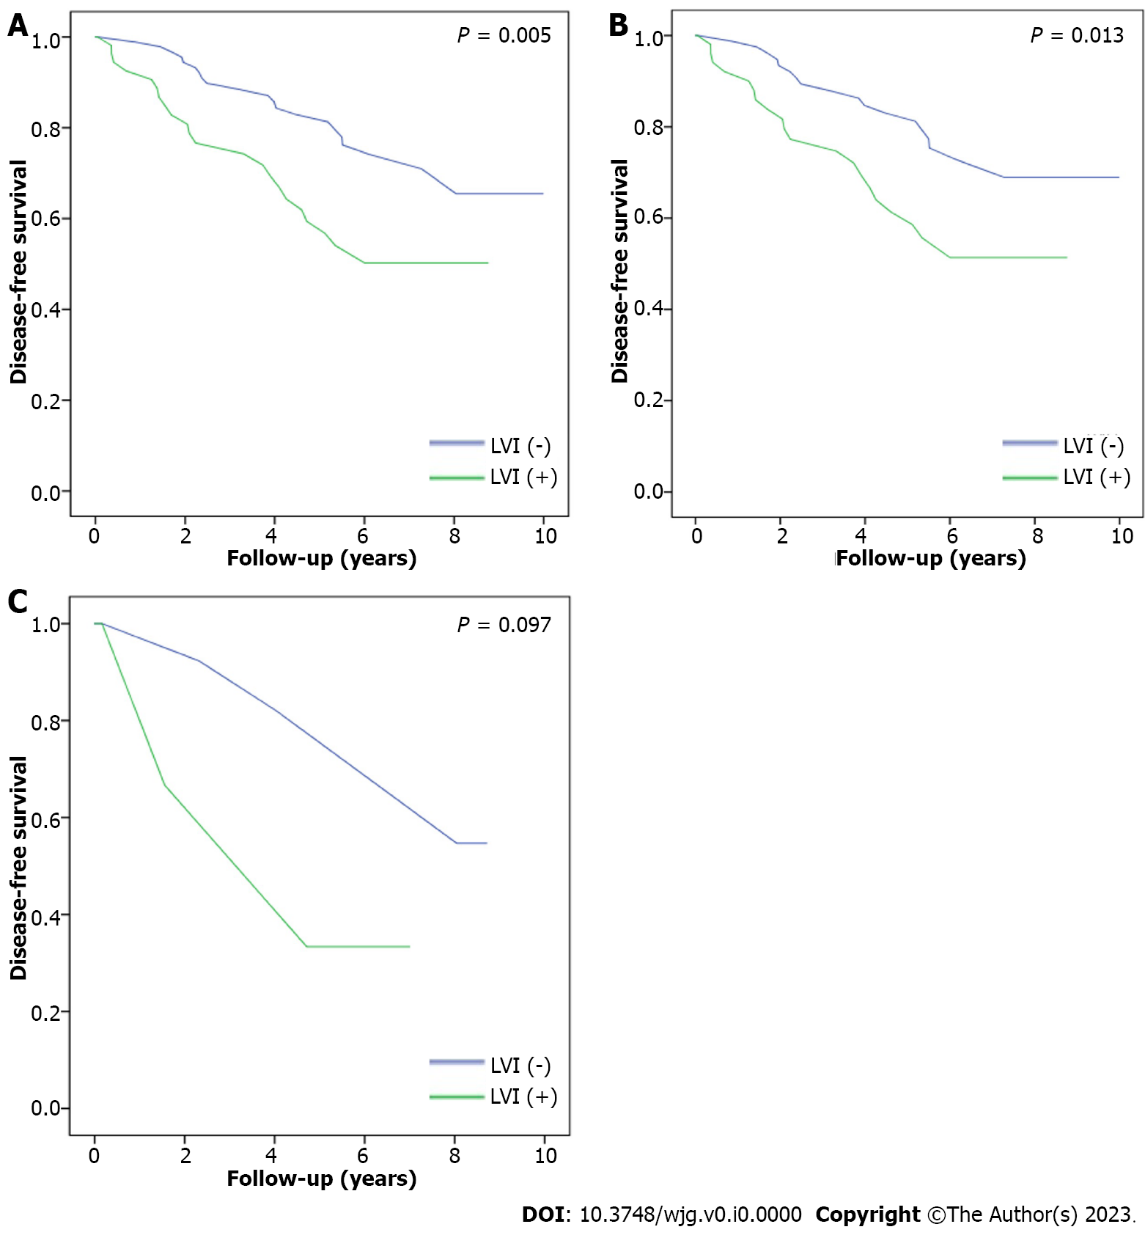 A
P = 0.005
1.0
0.8
0.6
0.4
0.2
0.0
Disease-free survival
LVI (-)
LVI (+)
0 2 4 6 8 10
Follow-up (years)
B
P = 0.013
1.0
0.8
0.6
0.4
0.2
0.0
Disease-free survival
LVI (-)
LVI (+)
0 2 4 6 8 10
Follow-up (years)
C
P = 0.097
1.0
0.8
0.6
0.4
0.2
0.0
Disease-free survival
LVI (-)
LVI (+)
0 2 4 6 8 10
Follow-up (years)
DOI: 10.3748/wjg.v0.i0.0000 Copyright ©The Author(s) 2023.